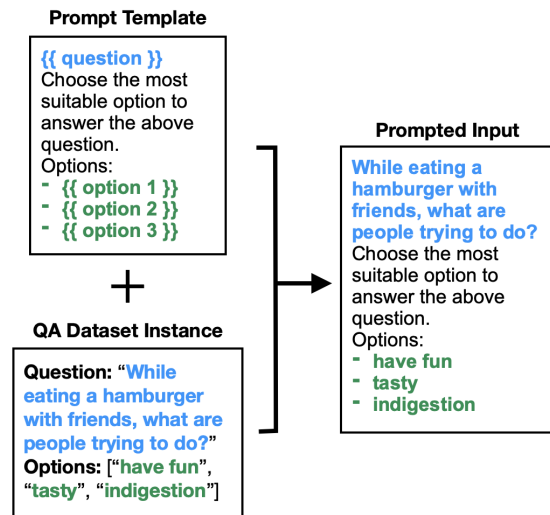 Prompt Template
{{ question }}
Choose the most
suitable option to
answer the above
question.
Options:
- {{ option 1 }}
- {{ option 2 }}
- {{ option 3 }}
+
QA Dataset Instance
Question: “While
eating a hamburger
with friends, what are
people trying to do?”
Options: [“have fun”,
“tasty”, “indigestion”]
Prompted Input
While eating a
hamburger with
friends, what are
people trying to do?
Choose the most
suitable option to
answer the above
question.
Options:
- have fun
- tasty
- indigestion